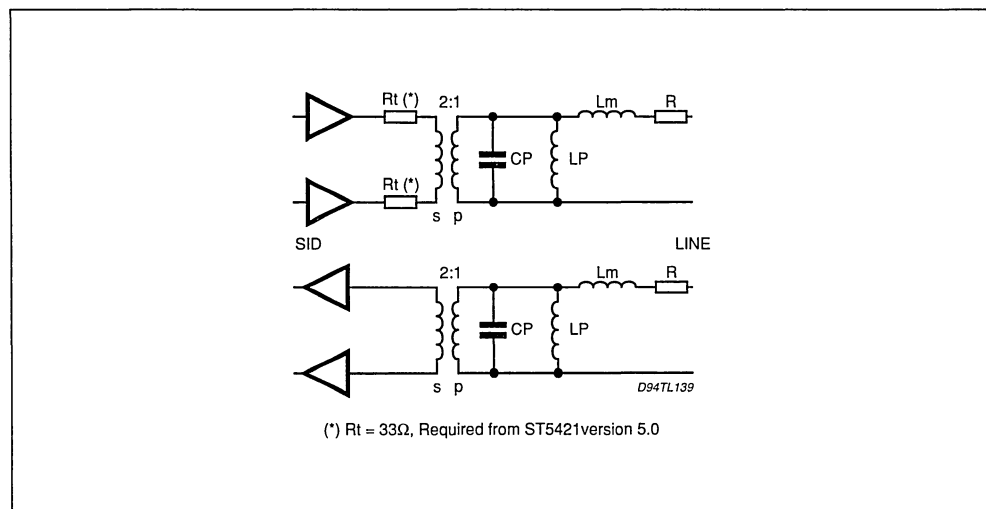 Rt (*)
2:1
Lm
R
CP
LP
Rt (*)
s p
SID
LINE
2:1
Lm
R
CP
LP
s p
D94TL139
(*) Rt = 33Ω, Required from ST5421version 5.0